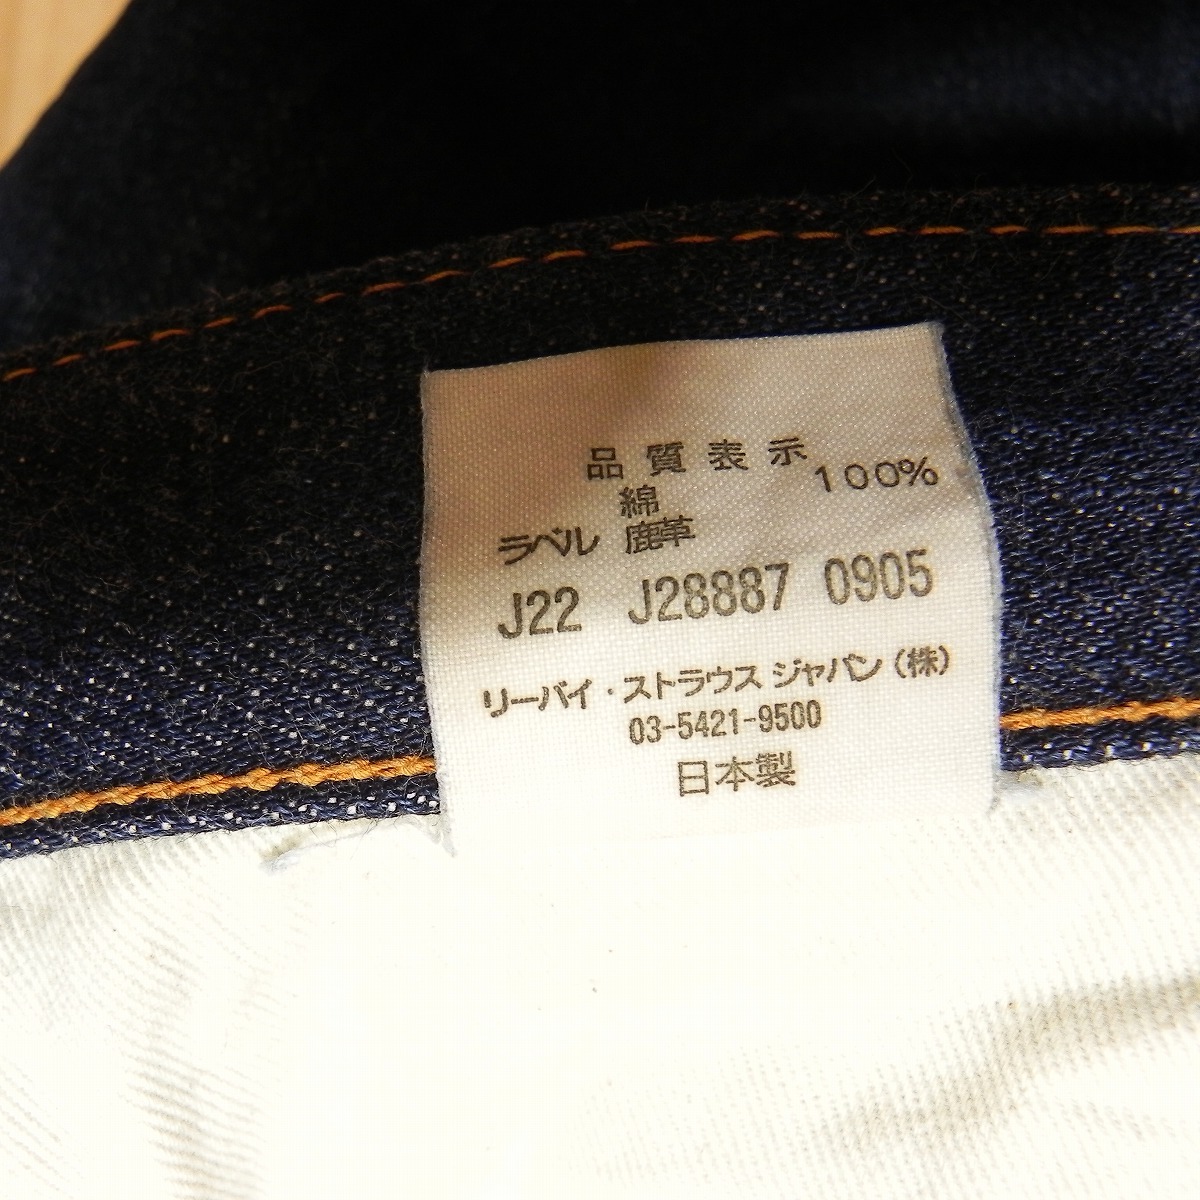 品質表示
綿 100%
ラベル 鹿革
J22 J28887 0905
リーバイ・ストラウス ジャパン(株)
03-5421-9500
日本製